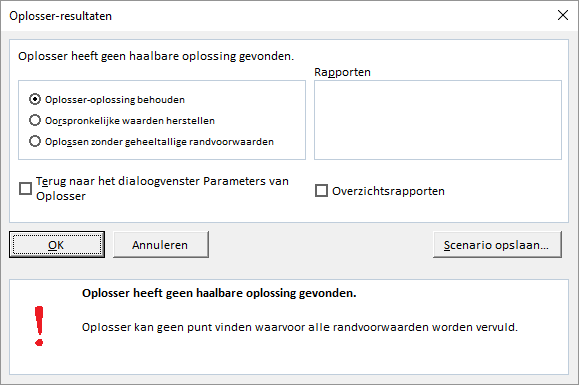 Oplosser-resultaten
Oplosser heeft geen haalbare oplossing gevonden.
Rapporten
Oplosser-oplossing behouden
Oorspronkelijke waarden herstellen
Oplossen zonder geheeltallige randvoorwaarden
Terug naar het dialoogvenster Parameters van
Oplosser
Overzichtsrapporten
OK
Annuleren
Scenario opslaan...
Oplosser heeft geen haalbare oplossing gevonden.
Oplosser kan geen punt vinden waarvoor alle randvoorwaarden worden vervuld.